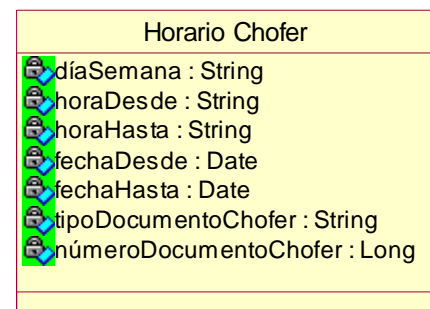 Horario Chofer
díaSemana : String
horaDesde : String
horaHasta : String
fechaDesde : Date
fechaHasta : Date
tipoDocumentoChofer : String
númeroDocumentoChofer : Long